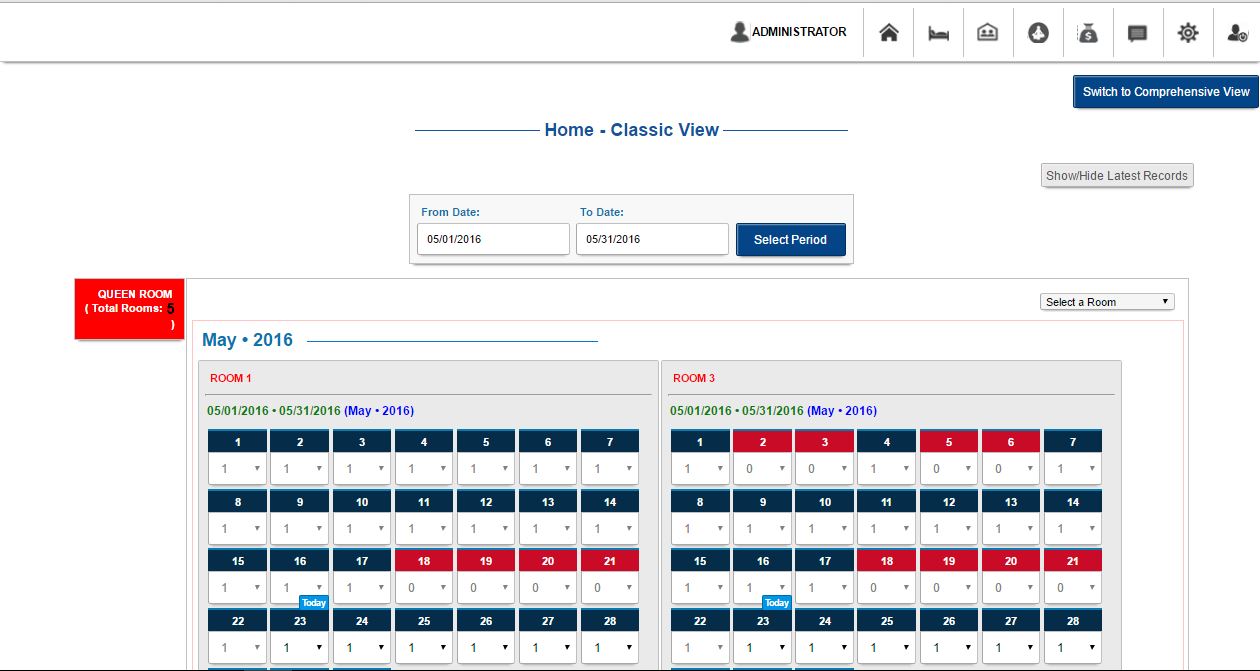 ADMINISTRATOR
Switch to Comprehensive View
Home - Classic View
Show/Hide Latest Records
From Date: To Date:
05/01/2016 05/31/2016 Select Period
QUEEN ROOM
( Total Rooms: 5
)
Select a Room
May • 2016
ROOM 1
05/01/2016 • 05/31/2016 (May • 2016)
1 2 3 4 5 6 7
1 1 1 1 1 1 1
8 9 10 11 12 13 14
1 1 1 1 1 1 1
15 16 17 18 19 20 21
1 1 1 0 0 0 0
Today
22 23 24 25 26 27 28
1 1 1 1 1 1 1
ROOM 3
05/01/2016 • 05/31/2016 (May • 2016)
1 2 3 4 5 6 7
1 0 0 1 0 0 1
8 9 10 11 12 13 14
1 1 1 1 1 1 1
15 16 17 18 19 20 21
1 1 1 0 0 0 0
Today
22 23 24 25 26 27 28
1 1 1 1 1 1 1